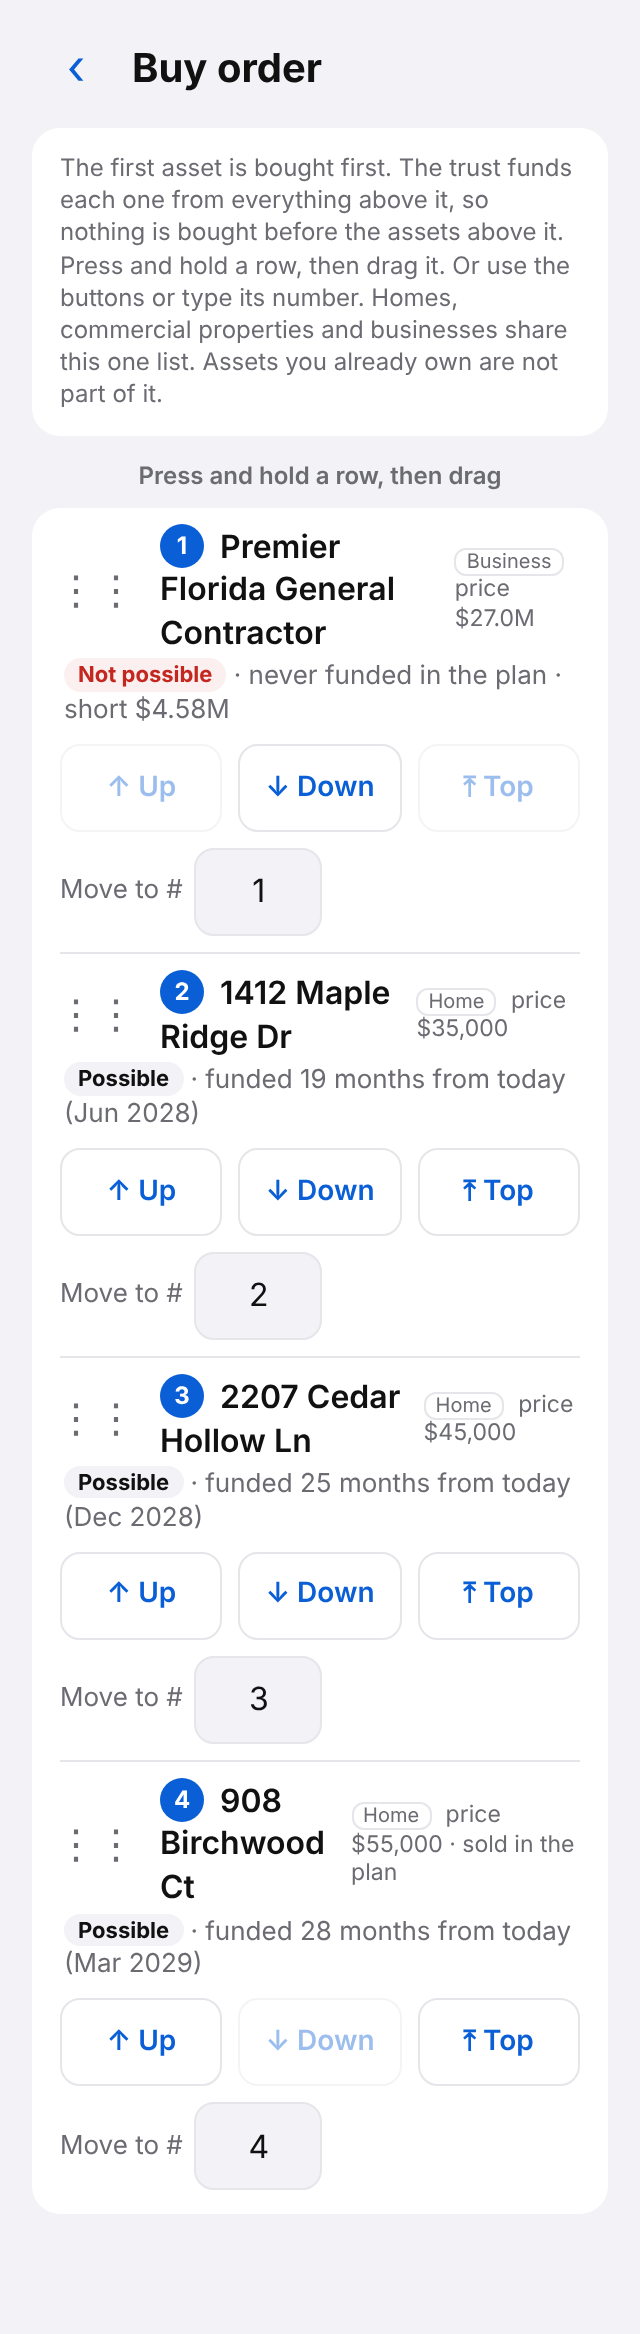 ‹ Buy order
The first asset is bought first. The trust funds
each one from everything above it, so
nothing is bought before the assets above it.
Press and hold a row, then drag it. Or use the
buttons or type its number. Homes,
commercial properties and businesses share
this one list. Assets you already own are not
part of it.
Press and hold a row, then drag
1 Premier
Florida General
Contractor
Business
price
$27.0M
Not possible · never funded in the plan ·
short $4.58M
↑ Up ↓ Down ⤒ Top
Move to # 1
2 1412 Maple
Ridge Dr
Home price
$35,000
Possible · funded 19 months from today
(Jun 2028)
↑ Up ↓ Down ⤒ Top
Move to # 2
3 2207 Cedar
Hollow Ln
Home price
$45,000
Possible · funded 25 months from today
(Dec 2028)
↑ Up ↓ Down ⤒ Top
Move to # 3
4 908
Birchwood
Ct
Home price
$55,000 · sold in the
plan
Possible · funded 28 months from today
(Mar 2029)
↑ Up ↓ Down ⤒ Top
Move to # 4